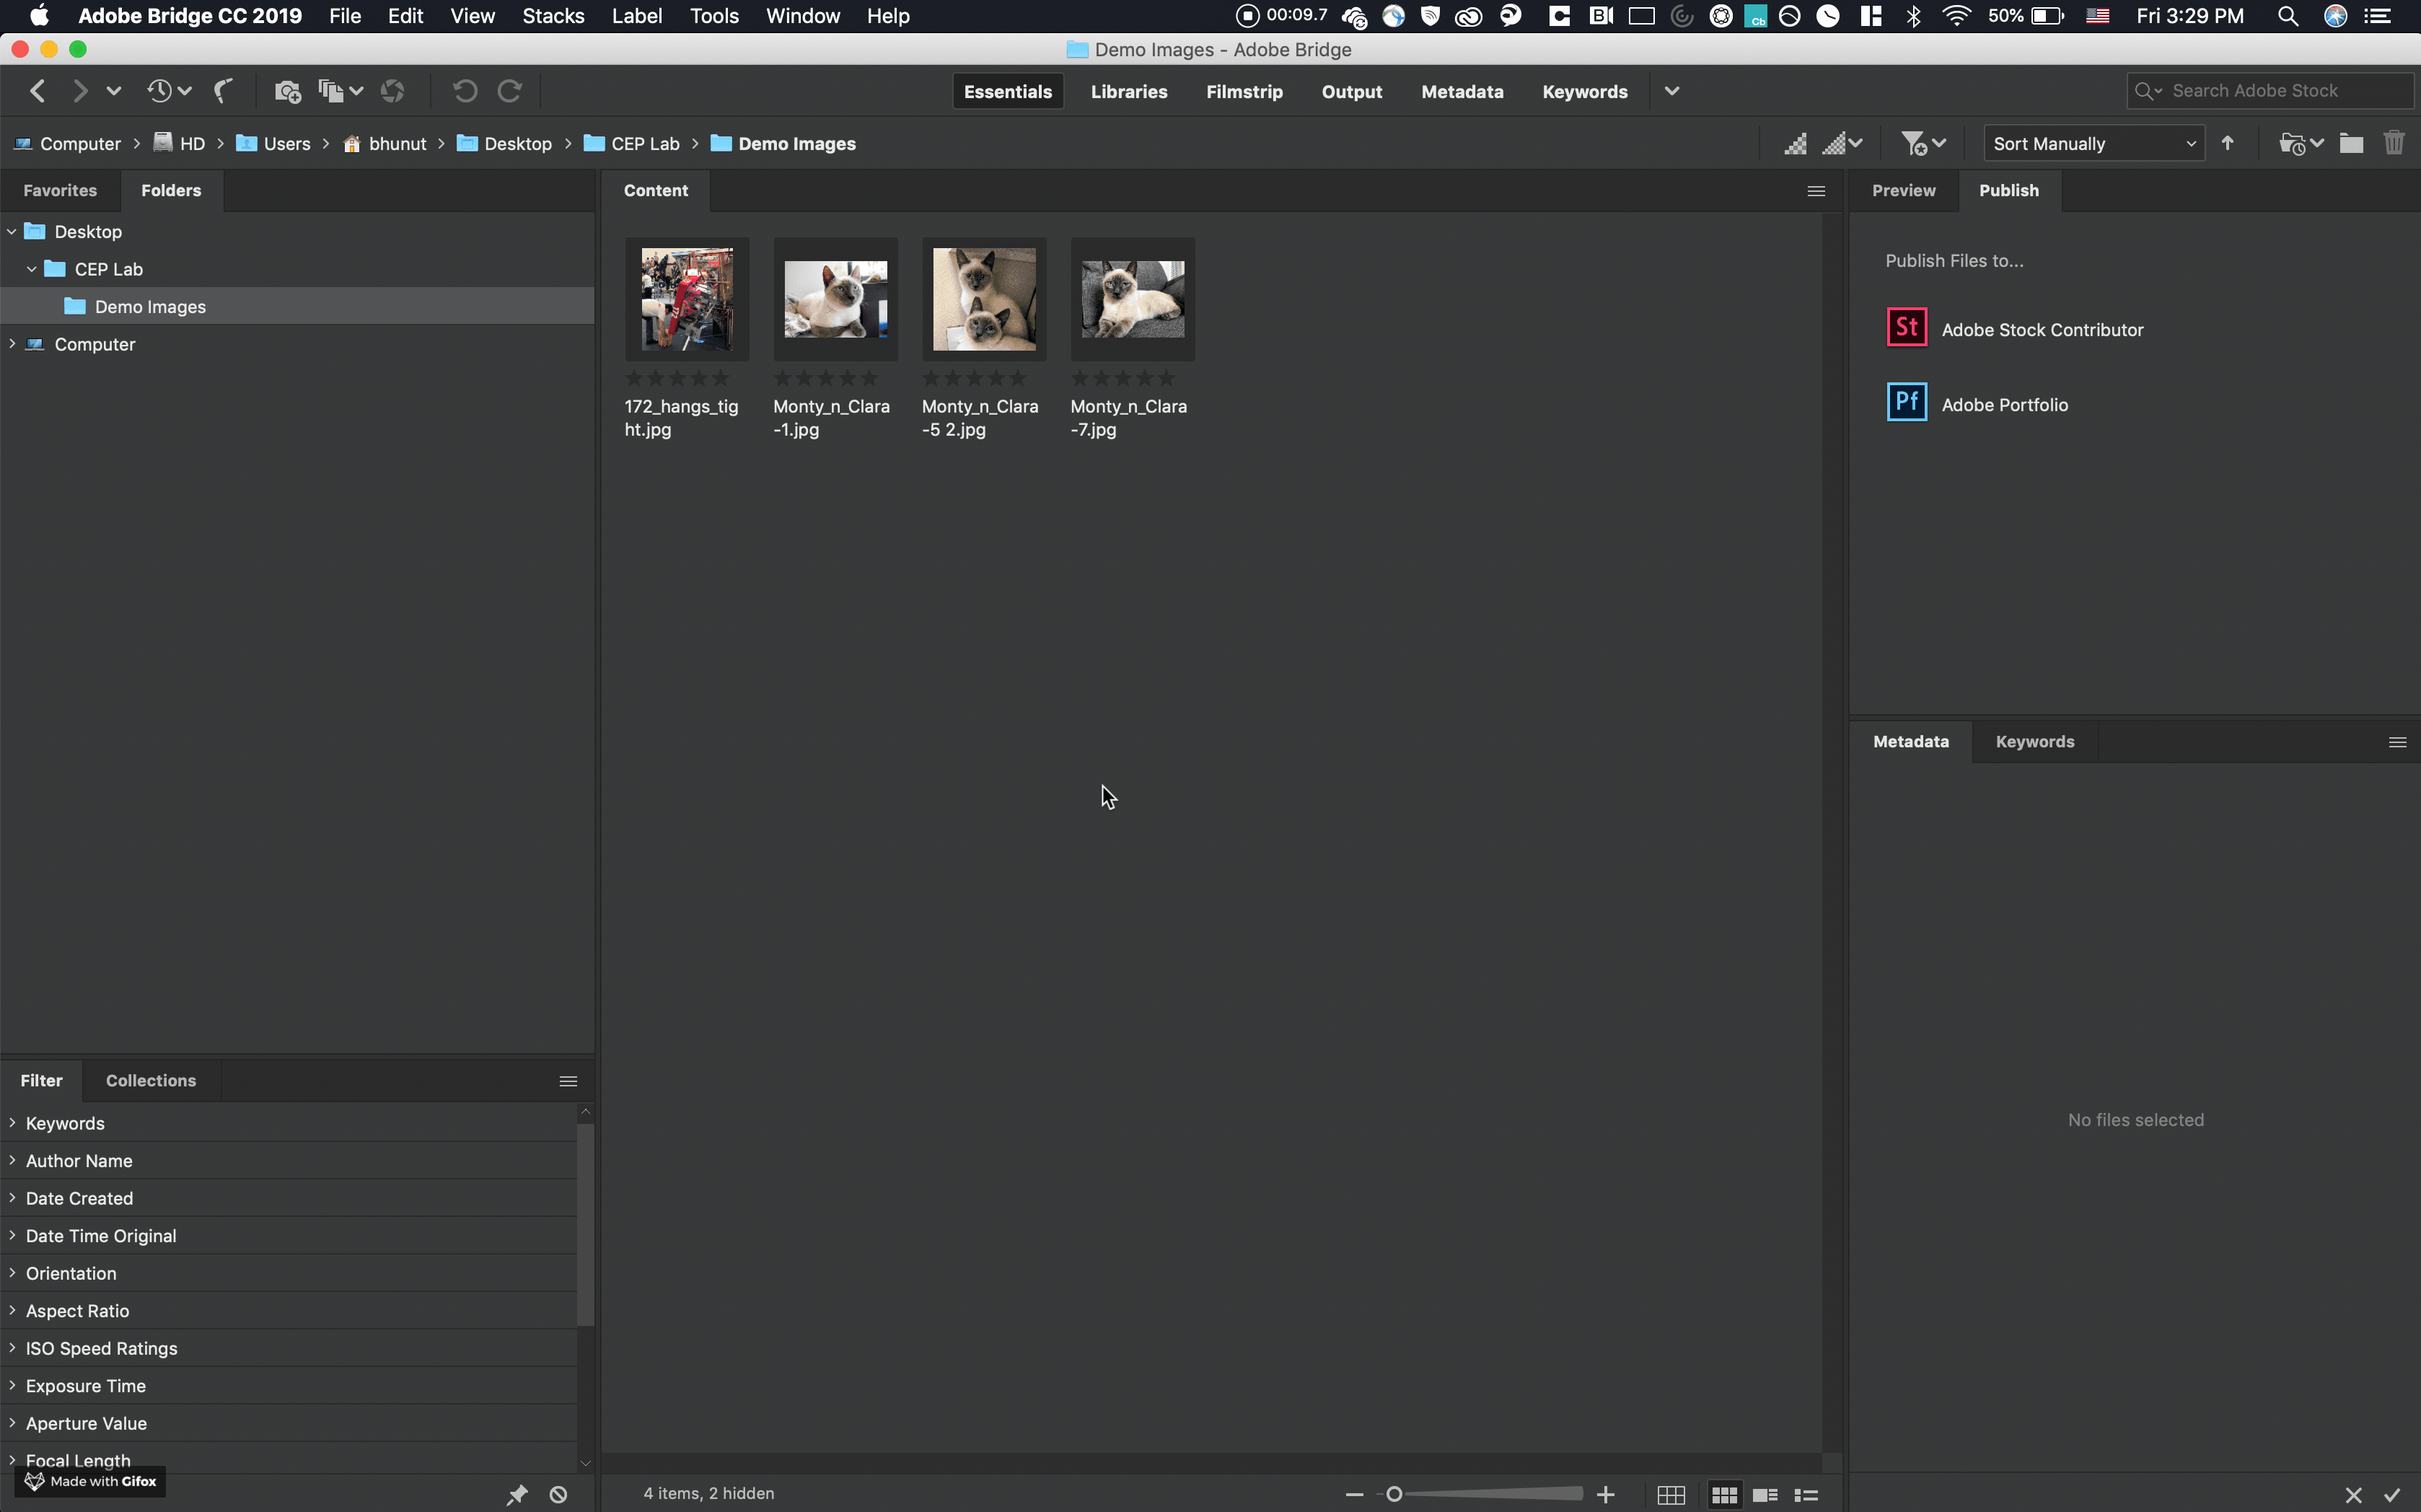 Adobe Bridge CC 2019 File Edit View Stacks Label Tools Window Help 00:09.7 50% Fri 3:29 PM
Demo Images - Adobe Bridge
Essentials Libraries Filmstrip Output Metadata Keywords Search Adobe Stock
Computer HD Users bhunut Desktop CEP Lab Demo Images Sort Manually
Favorites Folders
Desktop
CEP Lab
Demo Images
Computer
Content
172_hangs_tig
ht.jpg
Monty_n_Clara
-1.jpg
Monty_n_Clara
-5 2.jpg
Monty_n_Clara
-7.jpg
Preview Publish
Publish Files to...
St Adobe Stock Contributor
Pf Adobe Portfolio
Metadata Keywords
No files selected
Filter Collections
Keywords
Author Name
Date Created
Date Time Original
Orientation
Aspect Ratio
ISO Speed Ratings
Exposure Time
Aperture Value
Focal Length
Made with Gifox
4 items, 2 hidden